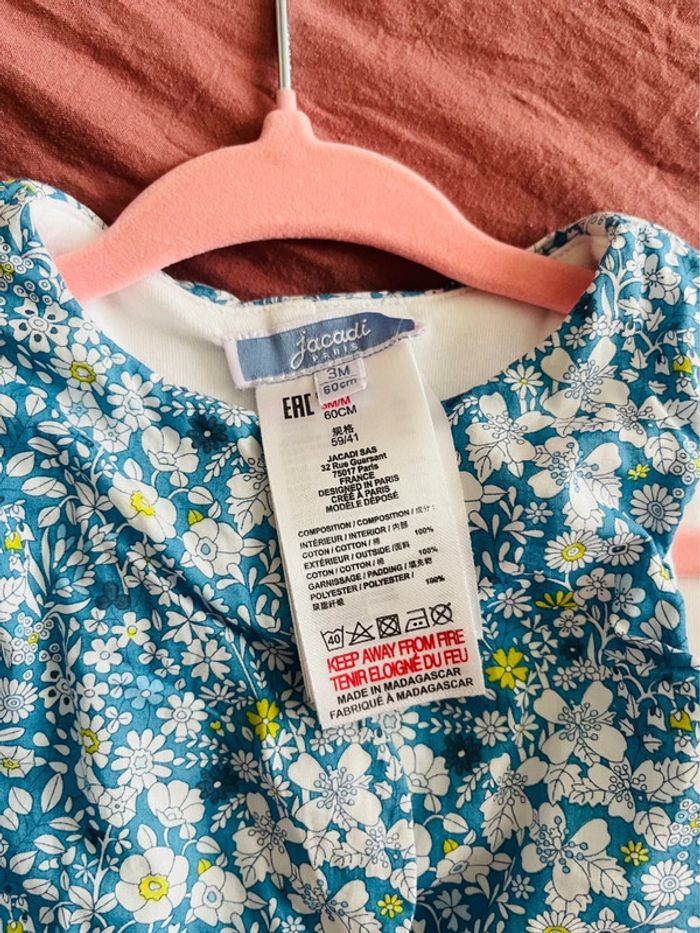 jacadi
PARIS
3M
60cm
EAC
3M/M
60CM
规格
59/41
JACADI SAS
32 Rue Guersant
75017 Paris
FRANCE
DESIGNED IN PARIS
CRÉÉ À PARIS
MODÈLE DÉPOSÉ
COMPOSITION / COMPOSITION / 成分 :
INTÉRIEUR / INTERIOR / 内部
COTON / COTTON / 棉 100%
EXTÉRIEUR / OUTSIDE / 面料
COTON / COTTON / 棉 100%
GARNISSAGE / PADDING / 填充物
POLYESTER / POLYESTER / 100%
聚酯纤维
40
KEEP AWAY FROM FIRE
TENIR ELOIGNÉ DU FEU
MADE IN MADAGASCAR
FABRIQUÉ À MADAGASCAR